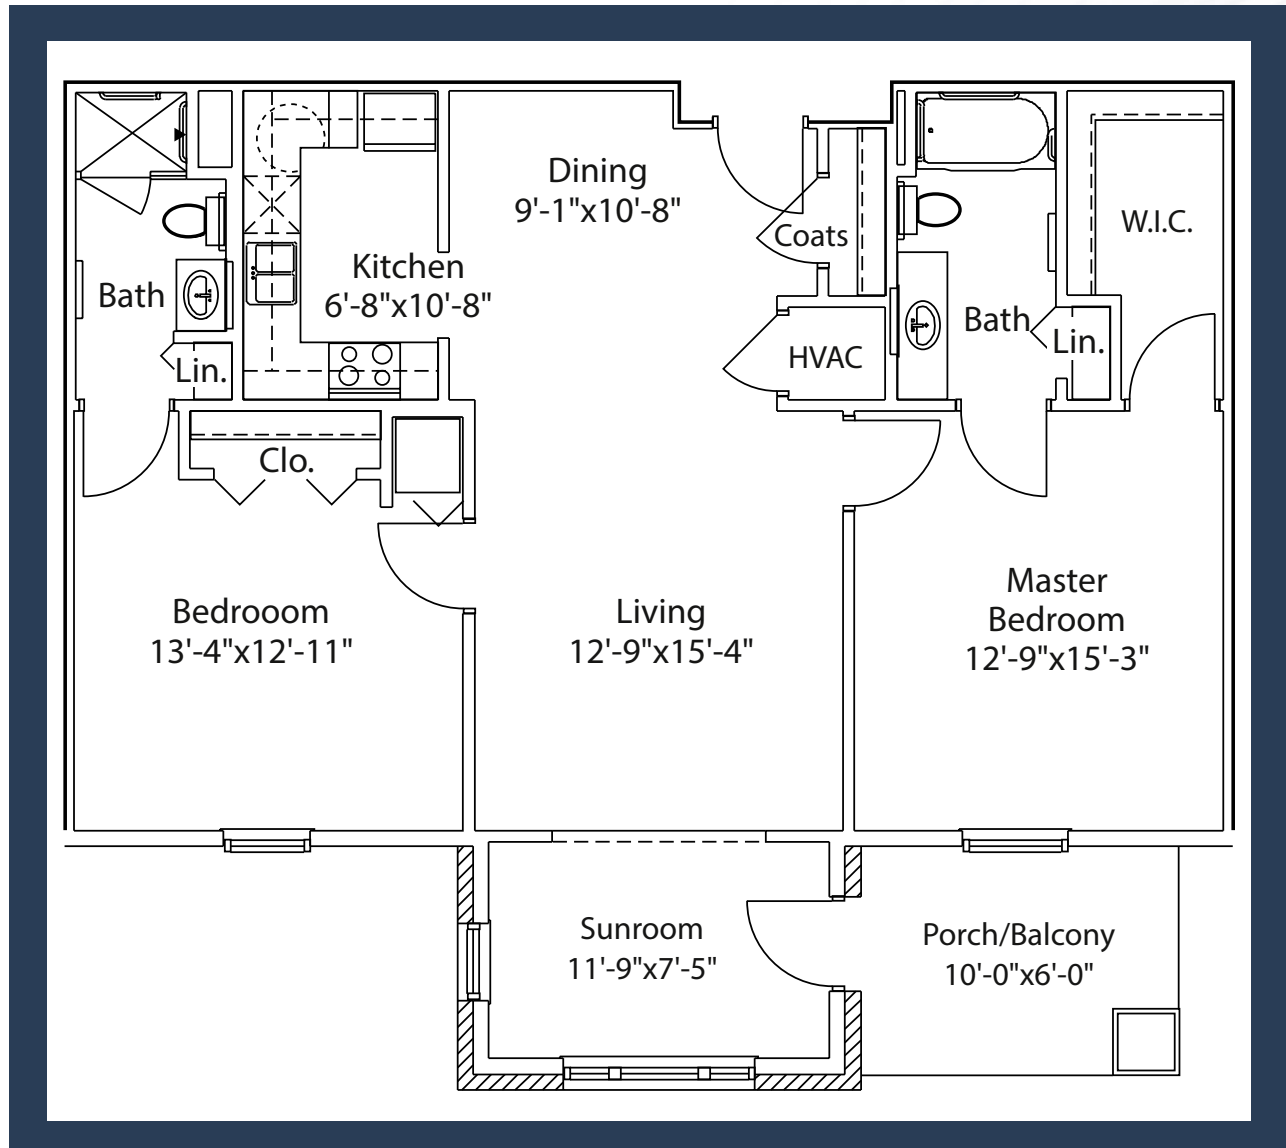 Dining
9'-1"x10'-8"
Coats
W.I.C.
Kitchen
6'-8"x10'-8"
Bath
Bath
Lin.
HVAC
Lin.
Clo.
Bedrooom
13'-4"x12'-11"
Living
12'-9"x15'-4"
Master
Bedroom
12'-9"x15'-3"
Sunroom
11'-9"x7'-5"
Porch/Balcony
10'-0"x6'-0"